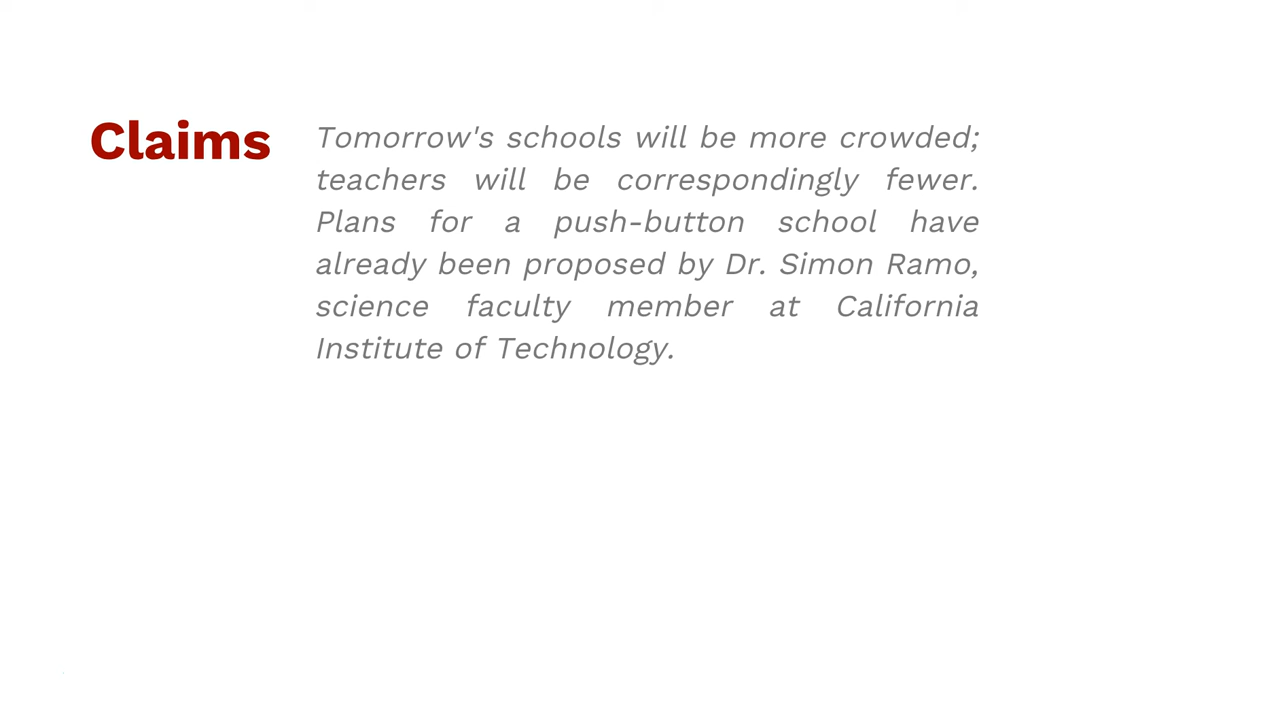 Claims
Tomorrow's schools will be more crowded;
teachers will be correspondingly fewer.
Plans for a push-button school have
already been proposed by Dr. Simon Ramo,
science faculty member at California
Institute of Technology.